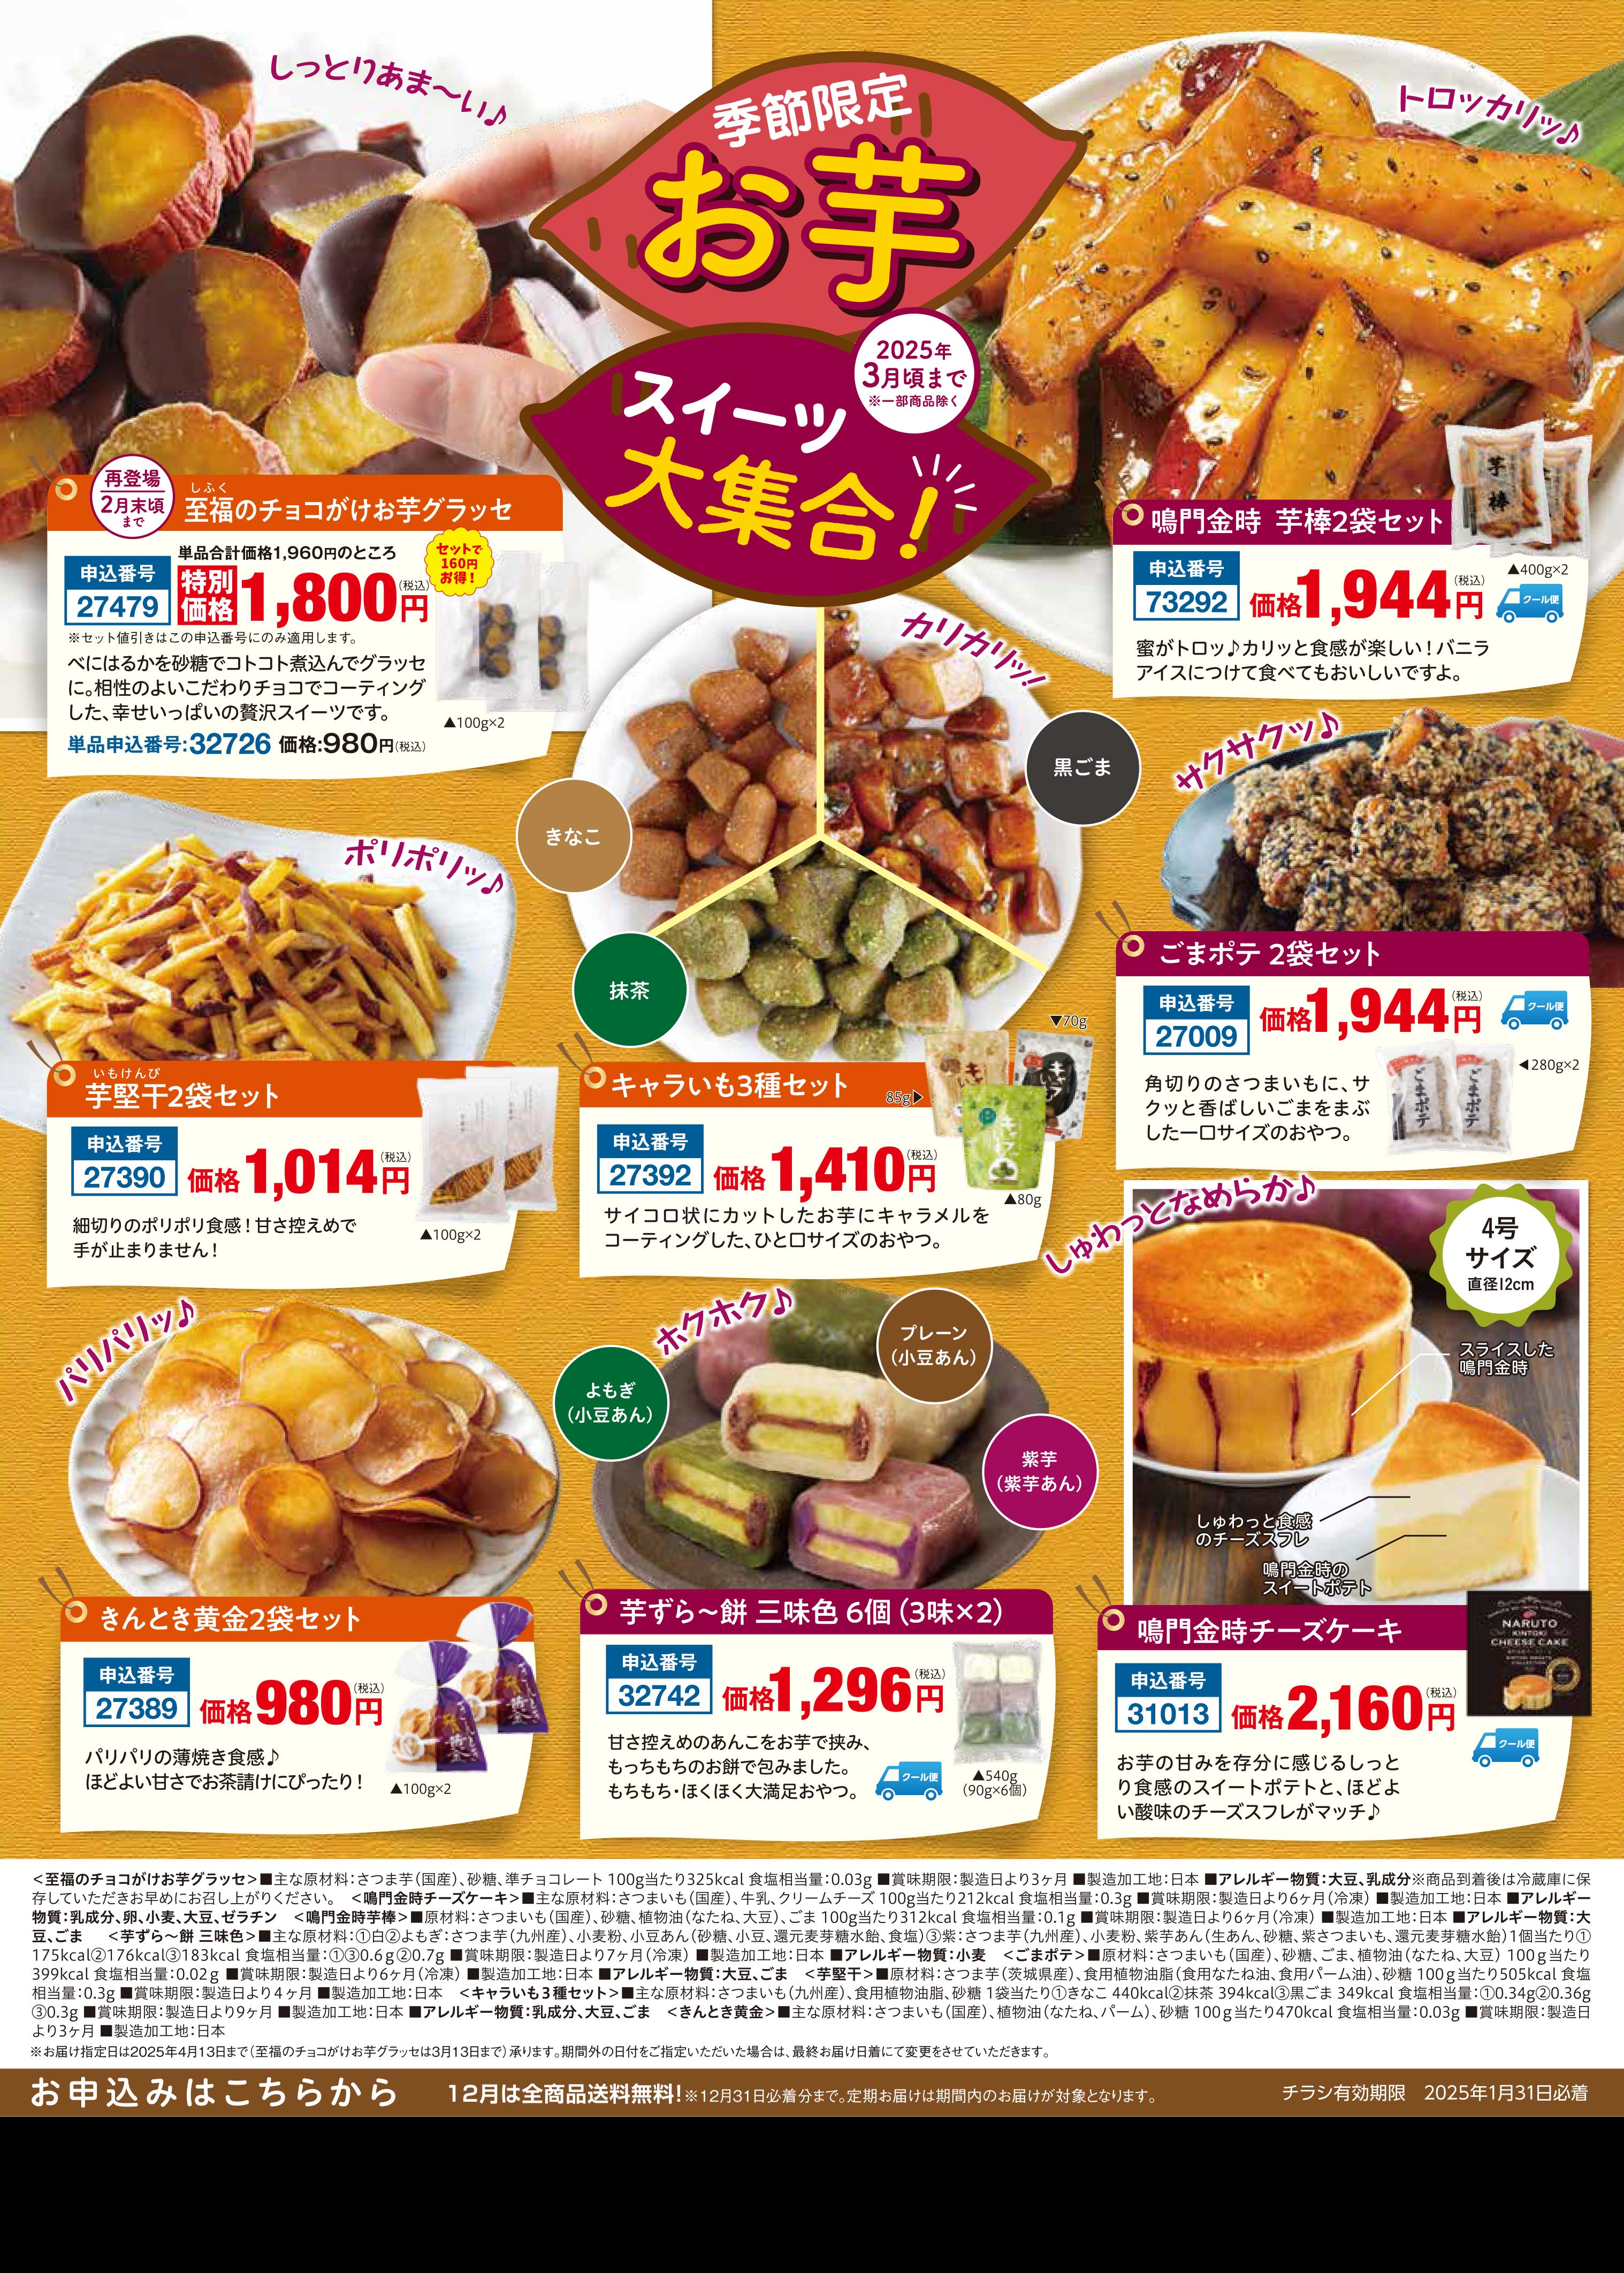 しっとりあま〜い♪
季節限定
お芋
スイーツ
大集合!
2025年
3月頃まで
※一部商品除く
トロッカリッ♪
再登場
2月末頃
まで
しふく
至福のチョコがけお芋グラッセ
単品合計価格1,960円のところ
申込番号
27479
特別
価格
1,800円
(税込)
セットで
160円
お得!
※セット値引きはこの申込番号にのみ適用します。
べにはるかを砂糖でコトコト煮込んでグラッセ
に。相性のよいこだわりチョコでコーティング
した、幸せいっぱいの贅沢スイーツです。
単品申込番号:32726 価格:980円(税込)
▲100g×2
鳴門金時 芋棒2袋セット
芋棒
申込番号
73292
価格1,944円
(税込)
▲400g×2
クール便
蜜がトロッ♪カリッと食感が楽しい!バニラ
アイスにつけて食べてもおいしいですよ。
カリカリッ!
きなこ
黒ごま
抹茶
▼70g
85g▶
▲80g
キャラいも3種セット
申込番号
27392
価格1,410円
(税込)
サイコロ状にカットしたお芋にキャラメルを
コーティングした、ひと口サイズのおやつ。
サクサクッ♪
ごまポテ 2袋セット
申込番号
27009
価格1,944円
(税込)
クール便
ごまポテ
ごまポテ
◀280g×2
角切りのさつまいもに、サ
クッと香ばしいごまをまぶ
した一口サイズのおやつ。
ポリポリッ♪
いもけんぴ
芋堅干2袋セット
申込番号
27390
価格1,014円
(税込)
細切りのポリポリ食感!甘さ控えめで
手が止まりません!
▲100g×2
パリパリッ♪
きんとき黄金2袋セット
申込番号
27389
価格980円
(税込)
パリパリの薄焼き食感♪
ほどよい甘さでお茶請けにぴったり!
▲100g×2
ホクホク♪
よもぎ
(小豆あん)
プレーン
(小豆あん)
紫芋
(紫芋あん)
芋ずら〜餅 三味色 6個(3味×2)
申込番号
32742
価格1,296円
(税込)
甘さ控えめのあんこをお芋で挟み、
もっちもちのお餅で包みました。
もちもち・ほくほく大満足おやつ。
クール便
▲540g
(90g×6個)
しゅわっとなめらか♪
4号
サイズ
直径12cm
スライスした
鳴門金時
しゅわっと食感
のチーズスフレ
鳴門金時の
スイートポテト
鳴門金時チーズケーキ
NARUTO
KINTOKI
CHEESE CAKE
申込番号
31013
価格2,160円
(税込)
クール便
お芋の甘みを存分に感じるしっと
り食感のスイートポテトと、ほどよ
い酸味のチーズスフレがマッチ♪
<至福のチョコがけお芋グラッセ>■主な原材料:さつま芋(国産)、砂糖、準チョコレート 100g当たり325kcal 食塩相当量:0.03g ■賞味期限:製造日より3ヶ月 ■製造加工地:日本 ■アレルギー物質:大豆、乳成分※商品到着後は冷蔵庫に保
存していただきお早めにお召し上がりください。 <鳴門金時チーズケーキ>■主な原材料:さつまいも(国産)、牛乳、クリームチーズ 100g当たり212kcal 食塩相当量:0.3g ■賞味期限:製造日より6ヶ月(冷凍) ■製造加工地:日本 ■アレルギー
物質:乳成分、卵、小麦、大豆、ゼラチン <鳴門金時芋棒>■原材料:さつまいも(国産)、砂糖、植物油(なたね、大豆)、ごま 100g当たり312kcal 食塩相当量:0.1g ■賞味期限:製造日より6ヶ月(冷凍) ■製造加工地:日本 ■アレルギー物質:大
豆、ごま <芋ずら〜餅 三味色>■主な原材料:①白②よもぎ:さつま芋(九州産)、小麦粉、小豆あん(砂糖、小豆、還元麦芽糖水飴、食塩)③紫:さつま芋(九州産)、小麦粉、紫芋あん(生あん、砂糖、紫さつまいも、還元麦芽糖水飴)1個当たり①
175kcal②176kcal③183kcal 食塩相当量:①③0.6g②0.7g ■賞味期限:製造日より7ヶ月(冷凍) ■製造加工地:日本 ■アレルギー物質:小麦 <ごまポテ>■原材料:さつまいも(国産)、砂糖、ごま、植物油(なたね、大豆) 100g当たり
399kcal 食塩相当量:0.02g ■賞味期限:製造日より6ヶ月(冷凍) ■製造加工地:日本 ■アレルギー物質:大豆、ごま <芋堅干>■原材料:さつま芋(茨城県産)、食用植物油脂(食用なたね油、食用パーム油)、砂糖 100g当たり505kcal 食塩
相当量:0.3g ■賞味期限:製造日より4ヶ月 ■製造加工地:日本 <キャラいも3種セット>■主な原材料:さつまいも(九州産)、食用植物油脂、砂糖 1袋当たり①きなこ 440kcal②抹茶 394kcal③黒ごま 349kcal 食塩相当量:①0.34g②0.36g
③0.3g ■賞味期限:製造日より9ヶ月 ■製造加工地:日本 ■アレルギー物質:乳成分、大豆、ごま <きんとき黄金>■主な原材料:さつまいも(国産)、植物油(なたね、パーム)、砂糖 100g当たり470kcal 食塩相当量:0.03g ■賞味期限:製造日
より3ヶ月 ■製造加工地:日本
※お届け指定日は2025年4月13日まで(至福のチョコがけお芋グラッセは3月13日まで)承ります。期間外の日付をご指定いただいた場合は、最終お届け日着にて変更をさせていただきます。
お申込みはこちらから 12月は全商品送料無料!※12月31日必着分まで。定期お届けは期間内のお届けが対象となります。 チラシ有効期限 2025年1月31日必着